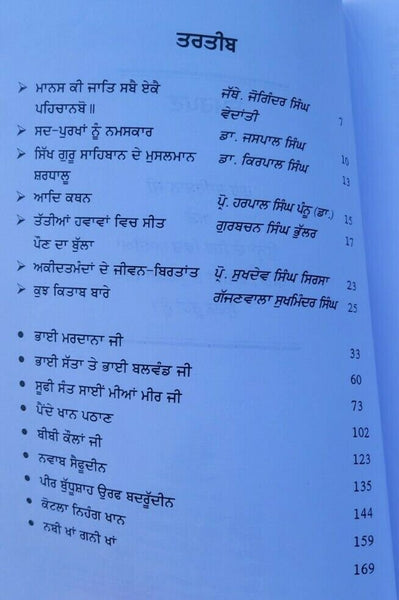 ਤਰਤੀਬ
➤ ਮਾਨਸ ਕੀ ਜਾਤਿ ਸਬੈ ਏਕੈ ਜੱਥੇ. ਜੋਗਿੰਦਰ ਸਿੰਘ
ਪਹਿਚਾਨਬੋ॥ ਵੇਦਾਂਤੀ 7
➤ ਸਦ-ਪੁਰਖਾਂ ਨੂੰ ਨਮਸਕਾਰ ਡਾ. ਜਸਪਾਲ ਸਿੰਘ 10
➤ ਸਿੱਖ ਗੁਰੂ ਸਾਹਿਬਾਨ ਦੇ ਮੁਸਲਮਾਨ ਡਾ. ਕਿਰਪਾਲ ਸਿੰਘ 13
ਸ਼ਰਧਾਲੂ
➤ ਆਦਿ ਕਥਨ ਪ੍ਰੋ. ਹਰਪਾਲ ਸਿੰਘ ਪੰਨੂ (ਡਾ.) 15
➤ ਤੱਤੀਆਂ ਹਵਾਵਾਂ ਵਿਚ ਸੀਤ ਗੁਰਬਚਨ ਸਿੰਘ ਭੁੱਲਰ 17
ਪੌਣ ਦਾ ਬੁੱਲਾ
➤ ਅਕੀਦਤਮੰਦਾਂ ਦੇ ਜੀਵਨ-ਬਿਰਤਾਂਤ ਪ੍ਰੋ. ਸੁਖਦੇਵ ਸਿੰਘ ਸਿਰਸਾ 23
➤ ਕੁਝ ਕਿਤਾਬ ਬਾਰੇ ਗੱਜਣਵਾਲਾ ਸੁਖਮਿੰਦਰ ਸਿੰਘ 25
• ਭਾਈ ਮਰਦਾਨਾ ਜੀ 33
• ਭਾਈ ਸੱਤਾ ਤੇ ਭਾਈ ਬਲਵੰਡ ਜੀ 60
• ਸੂਫੀ ਸੰਤ ਸਾਈਂ ਮੀਆਂ ਮੀਰ ਜੀ 73
• ਪੈਂਦੇ ਖਾਨ ਪਠਾਣ 102
• ਬੀਬੀ ਕੌਲਾਂ ਜੀ 123
• ਨਵਾਬ ਸੈਫੂਦੀਨ 135
• ਪੀਰ ਬੁੱਧੂਸ਼ਾਹ ਉਰਫ ਬਦਰੂੱਦੀਨ 144
• ਕੋਟਲਾ ਨਿਹੰਗ ਖਾਨ 159
• ਨਬੀ ਖਾਂ ਗਨੀ ਖਾਂ 169